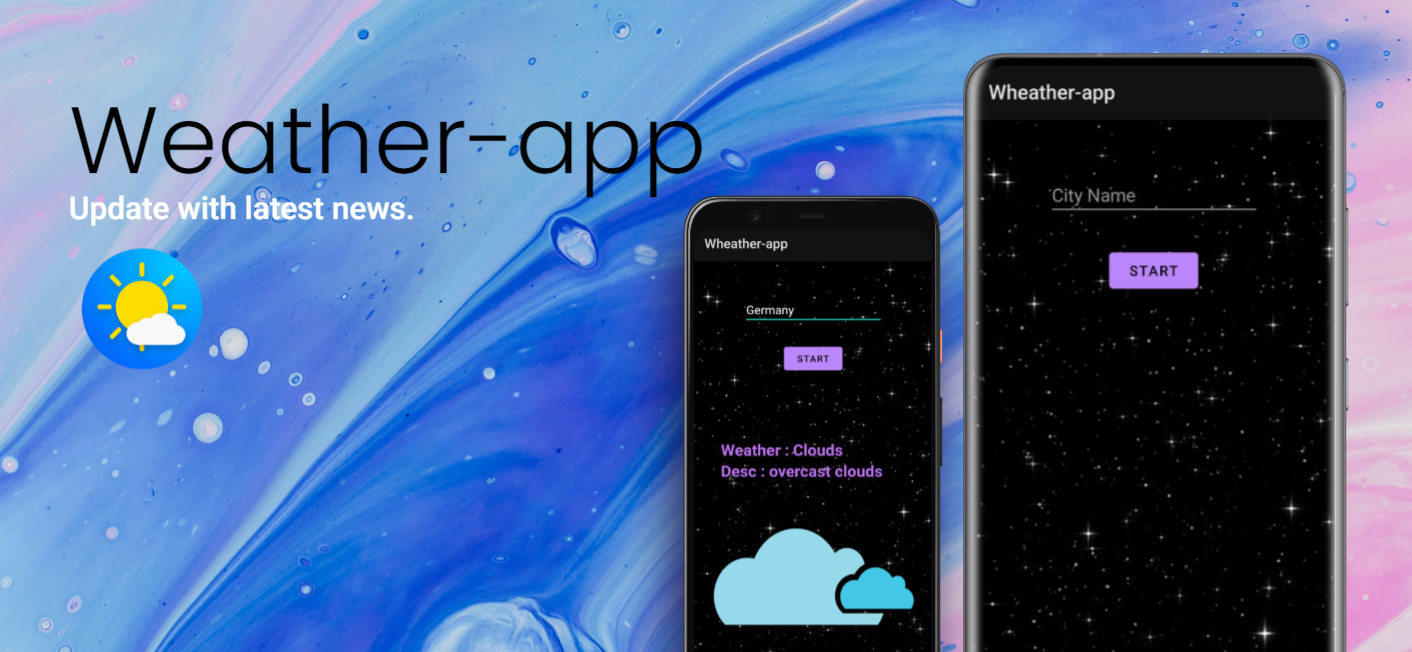 Weather-app
Update with latest news.
Wheather-app
Germany
START
Weather : Clouds
Desc : overcast clouds
Wheather-app
City Name
START